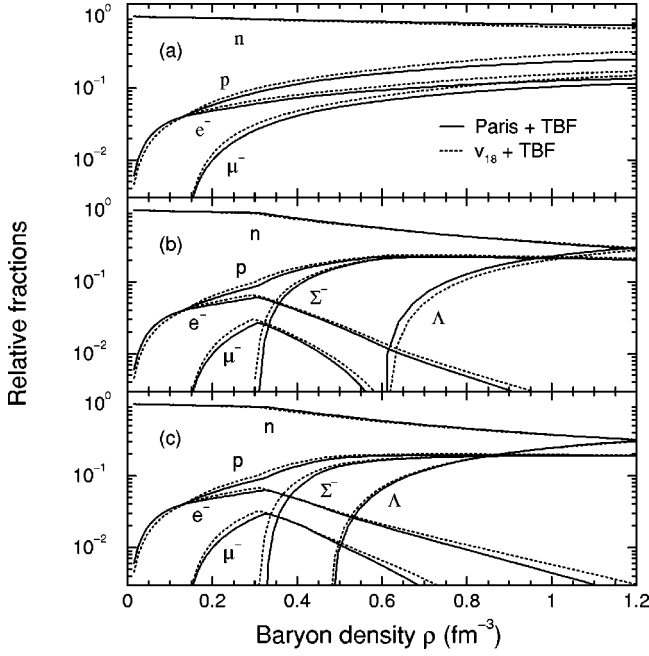 10⁰
(a)
n
p
10⁻¹
e⁻
Paris + TBF
v₁₈ + TBF
10⁻²
μ⁻
Relative fractions
10⁰
(b)
n
p
10⁻¹
Σ⁻
e⁻
Λ
10⁻²
μ⁻
10⁰
(c)
n
p
10⁻¹
Σ⁻
Λ
e⁻
10⁻²
μ⁻
0 0.2 0.4 0.6 0.8 1.0 1.2
Baryon density ρ (fm⁻³)